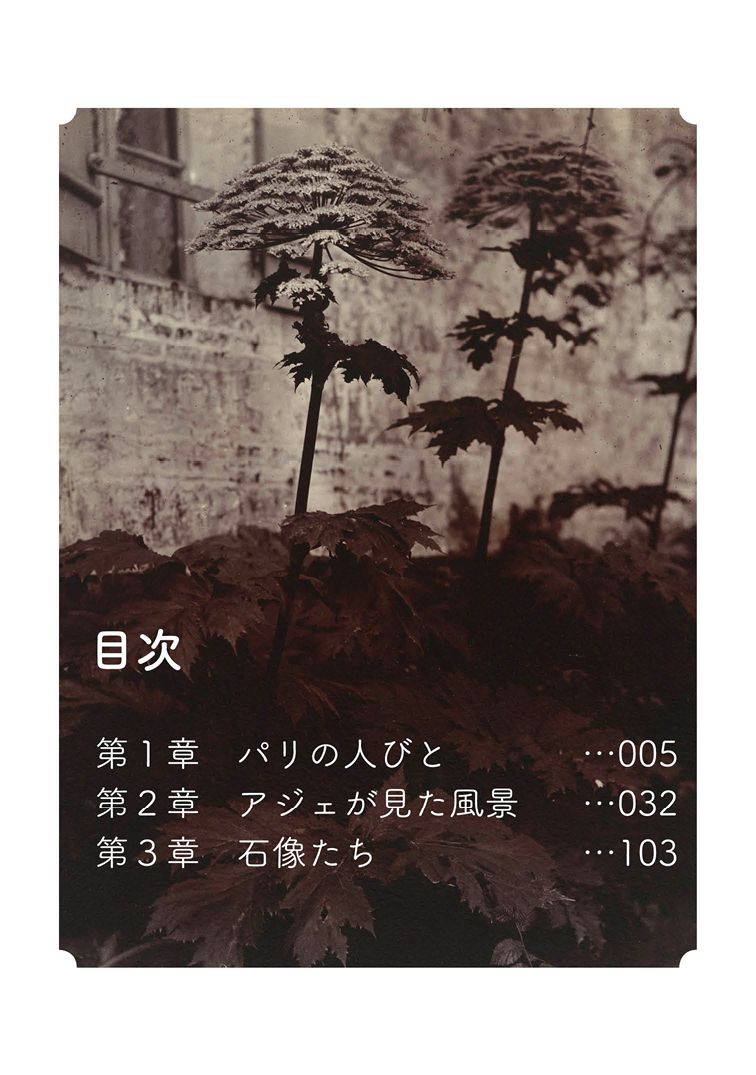 目次
第１章　パリの人びと　…005
第２章　アジェが見た風景　…032
第３章　石像たち　…103